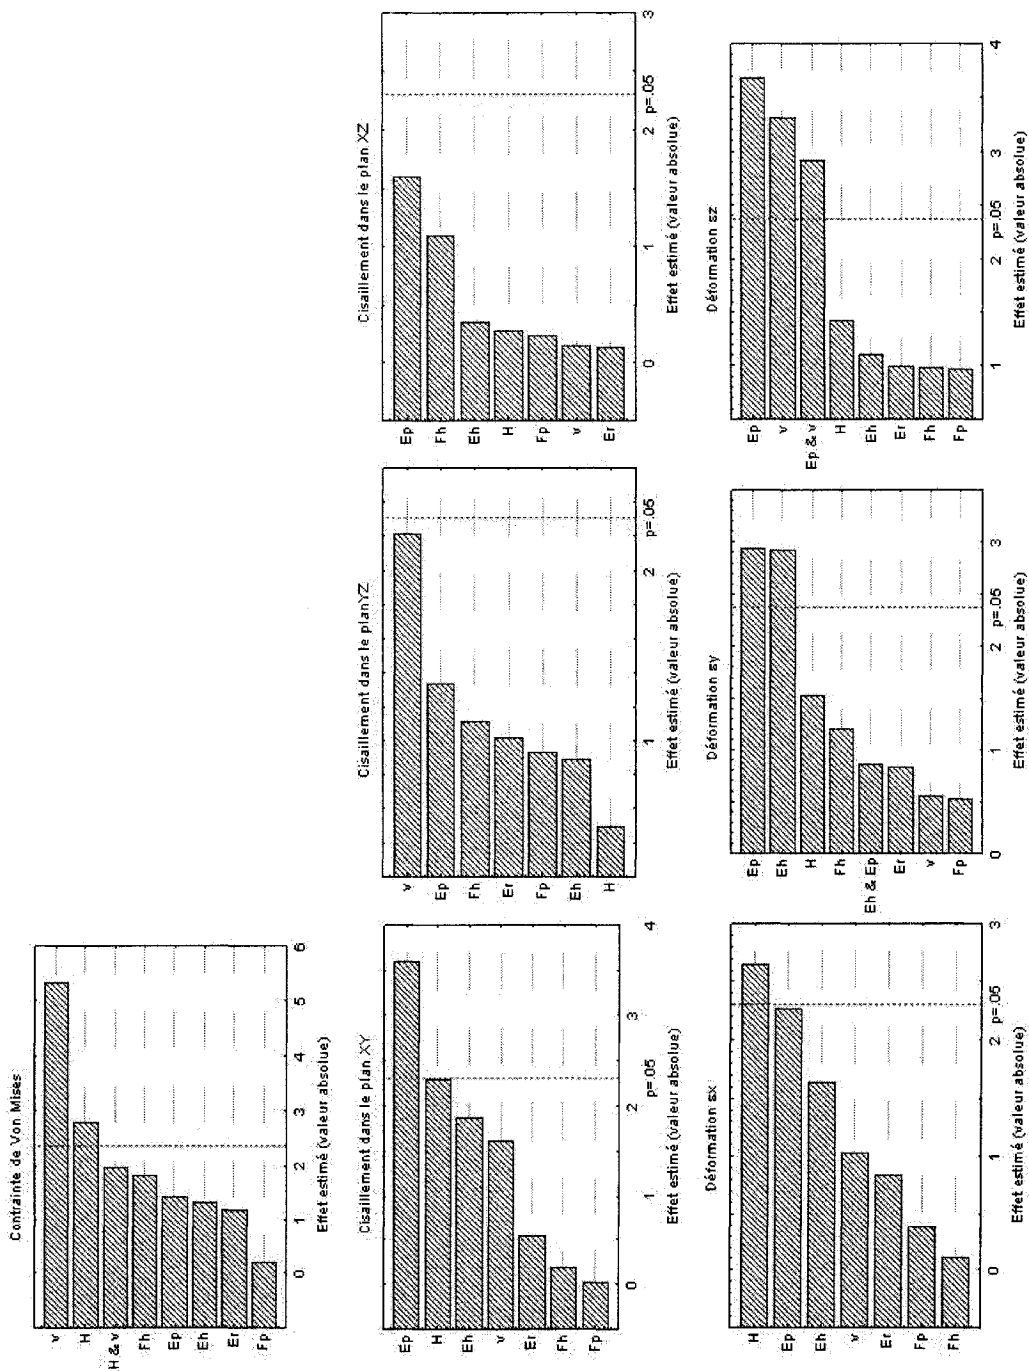 Contrainte de Von Mises
v
H
H & v
Fh
Ep
Eh
Er
Fp
0 1 2 3 4 5 6
Effet estimé (valeur absolue)
Cisaillement dans le plan XY
Ep
H
Eh
v
Er
Fh
Fp
0 1 2 p=.05 3 4
Effet estimé (valeur absolue)
Cisaillement dans le plan YZ
v
Ep
Fh
Er
Fp
Eh
H
1 2 p=.05
Effet estimé (valeur absolue)
Cisaillement dans le plan XZ
Ep
Fh
Eh
H
Fp
v
Er
0 1 2 p=.05 3
Effet estimé (valeur absolue)
Déformation εx
H
Ep
Eh
v
Er
Fp
Fh
0 1 2 p=.05 3
Effet estimé (valeur absolue)
Déformation εy
Ep
Eh
H
Fh
Eh & Ep
Er
v
Fp
0 1 2 p=.05 3
Effet estimé (valeur absolue)
Déformation εz
Ep
v
Ep & v
H
Eh
Er
Fh
Fp
1 2 p=.05 3 4
Effet estimé (valeur absolue)